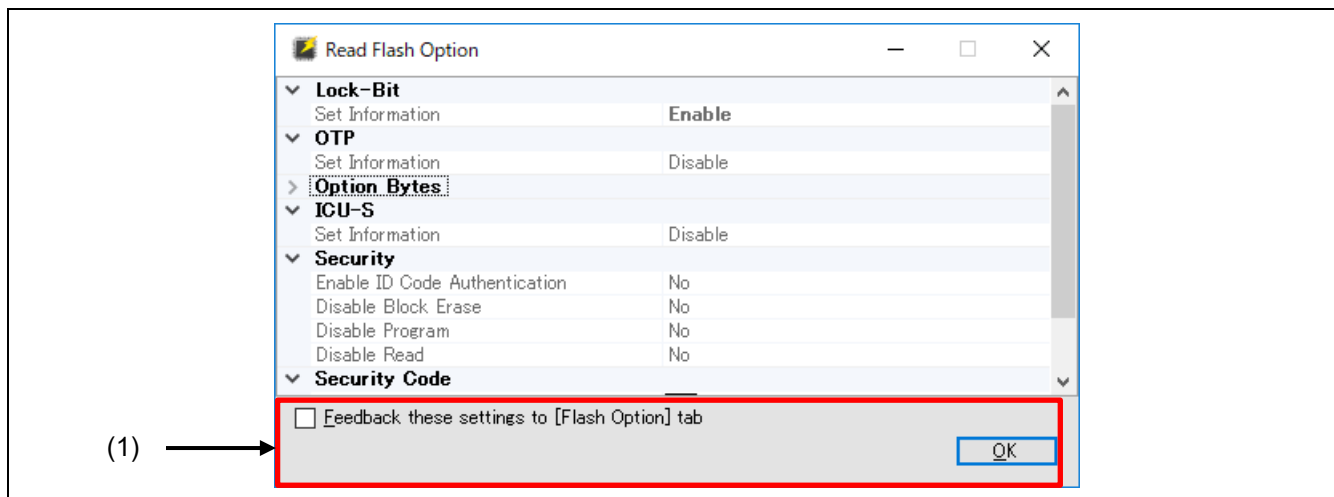 Read Flash Option
Lock-Bit
Set Information Enable
OTP
Set Information Disable
Option Bytes
ICU-S
Set Information Disable
Security
Enable ID Code Authentication No
Disable Block Erase No
Disable Program No
Disable Read No
Security Code
Feedback these settings to [Flash Option] tab
(1)
OK